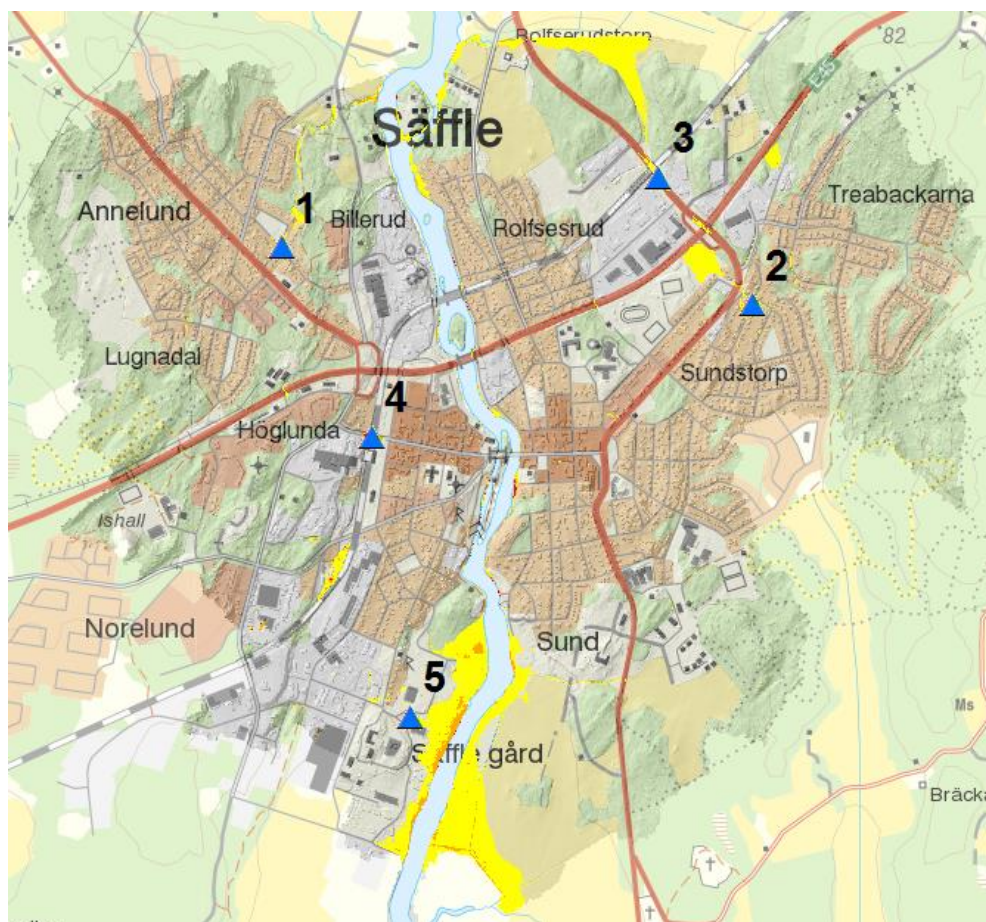 Rolfserudstorp
82
E45
Säffle
3
Treabackarna
1
Annelund
Billerud
Rolfsesrud
2
Lugnadal
Sundstorp
4
Höglunda
Ishall
Norelund
Sund
5
Ms
Säffle gård
Bräcka